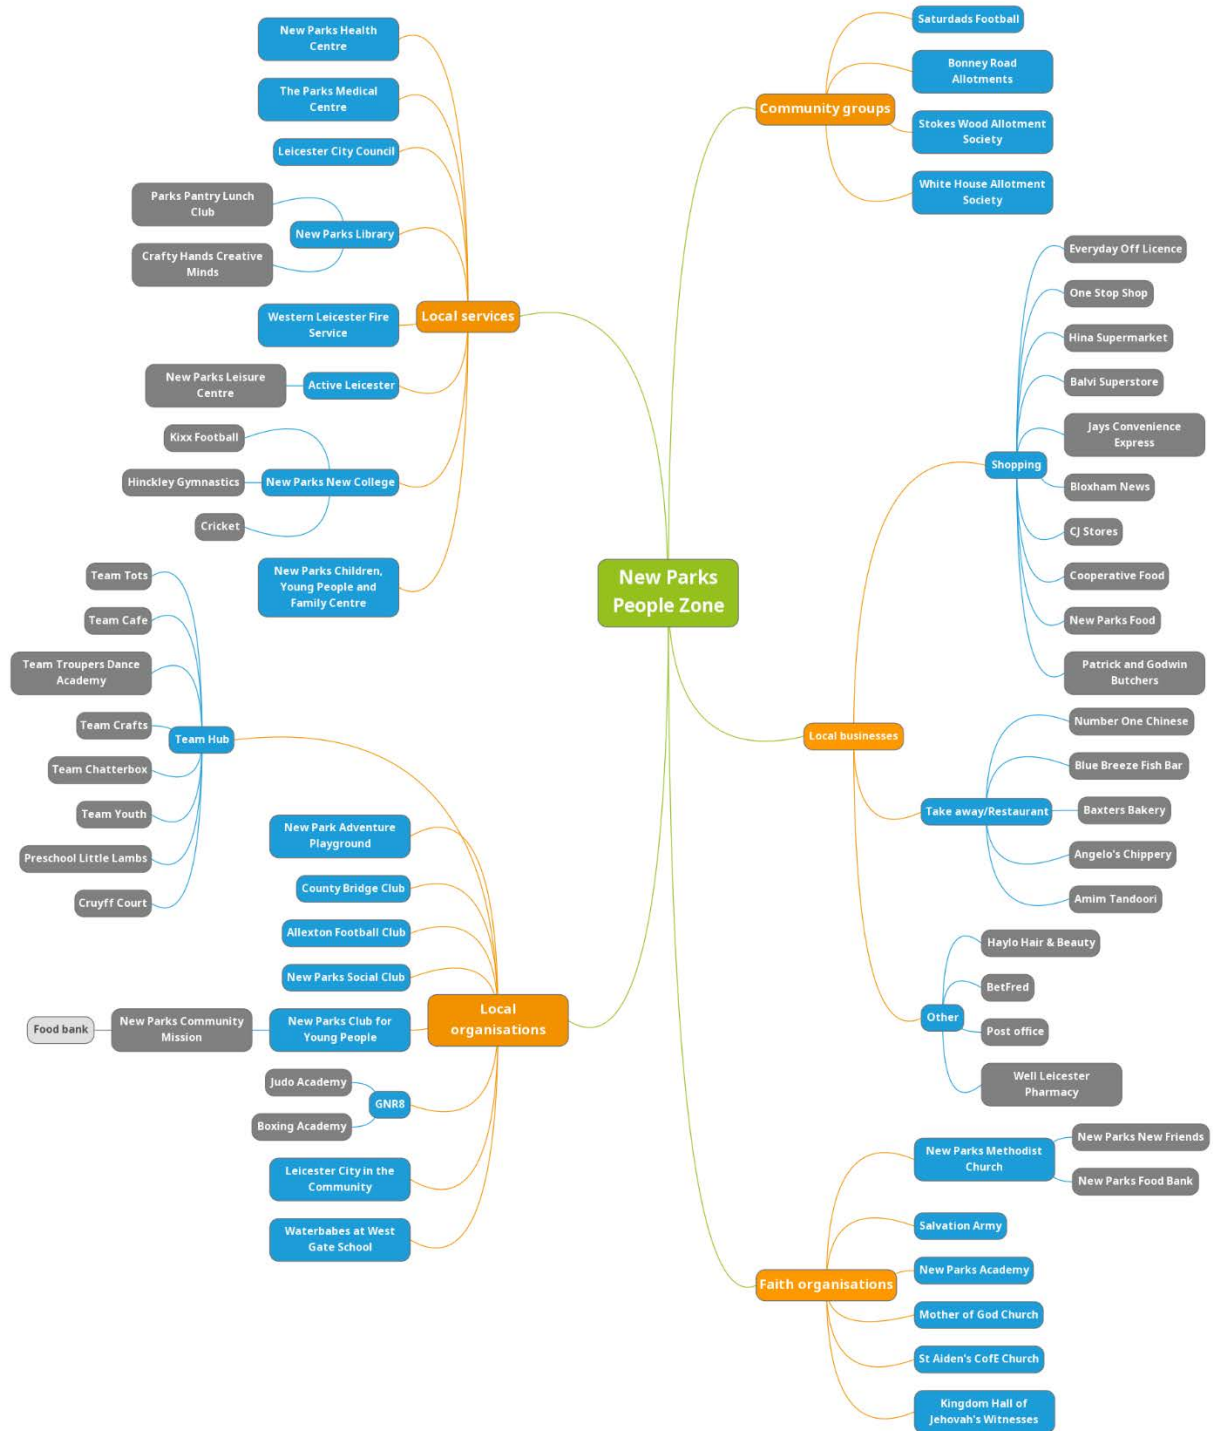 New Parks
People Zone
Local services
New Parks Health
Centre
The Parks Medical
Centre
Leicester City Council
New Parks Library
Parks Pantry Lunch
Club
Crafty Hands Creative
Minds
Western Leicester Fire
Service
Active Leicester
New Parks Leisure
Centre
New Parks New College
Kixx Football
Hinckley Gymnastics
Cricket
New Parks Children,
Young People and
Family Centre
Local
organisations
Team Hub
Team Tots
Team Cafe
Team Troupers Dance
Academy
Team Crafts
Team Chatterbox
Team Youth
Preschool Little Lambs
Cruyff Court
New Park Adventure
Playground
County Bridge Club
Allexton Football Club
New Parks Social Club
New Parks Club for
Young People
New Parks Community
Mission
Food bank
GNR8
Judo Academy
Boxing Academy
Leicester City in the
Community
Waterbabes at West
Gate School
Community groups
Saturdads Football
Bonney Road
Allotments
Stokes Wood Allotment
Society
White House Allotment
Society
Local businesses
Shopping
Everyday Off Licence
One Stop Shop
Hina Supermarket
Balvi Superstore
Jays Convenience
Express
Bloxham News
CJ Stores
Cooperative Food
New Parks Food
Patrick and Godwin
Butchers
Take away/Restaurant
Number One Chinese
Blue Breeze Fish Bar
Baxters Bakery
Angelo's Chippery
Amim Tandoori
Other
Haylo Hair & Beauty
BetFred
Post office
Well Leicester
Pharmacy
Faith organisations
New Parks Methodist
Church
New Parks New Friends
New Parks Food Bank
Salvation Army
New Parks Academy
Mother of God Church
St Aiden's CofE Church
Kingdom Hall of
Jehovah's Witnesses